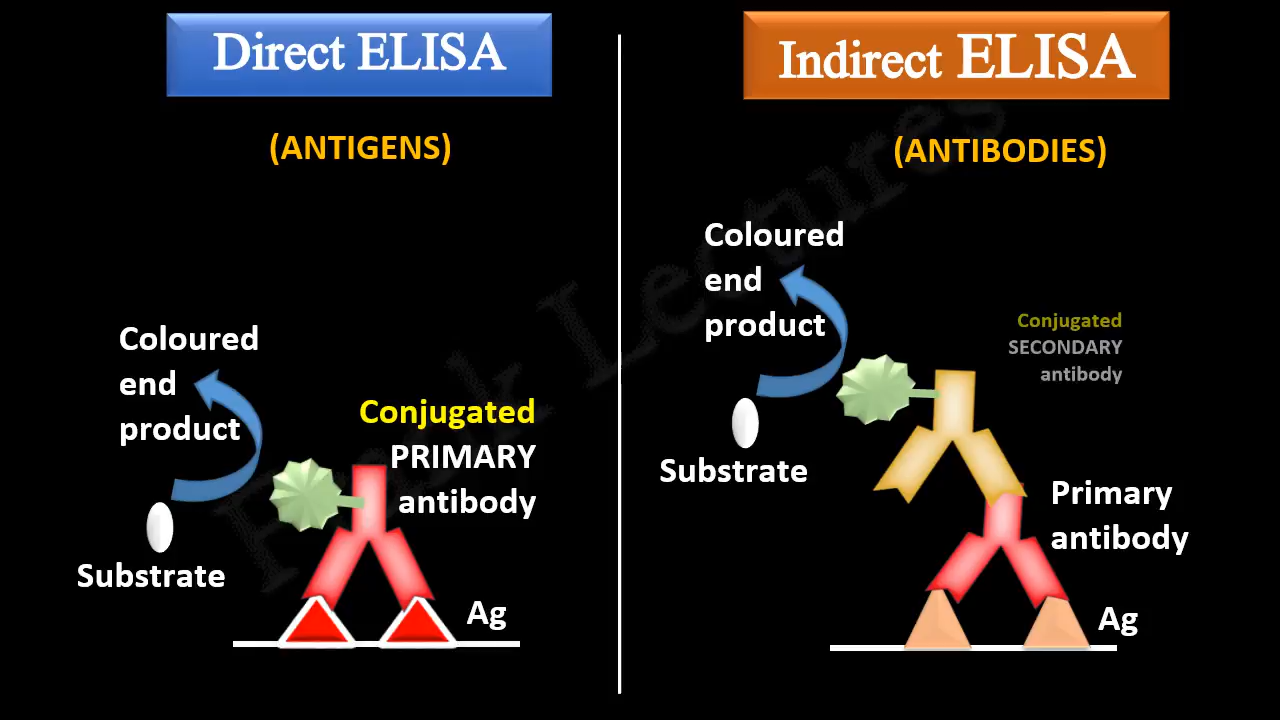 Direct ELISA
(ANTIGENS)
Coloured
end
product
Conjugated
PRIMARY
antibody
Substrate
Ag
Indirect ELISA
(ANTIBODIES)
Coloured
end
product
Conjugated
SECONDARY
antibody
Substrate
Primary
antibody
Ag
Lectures